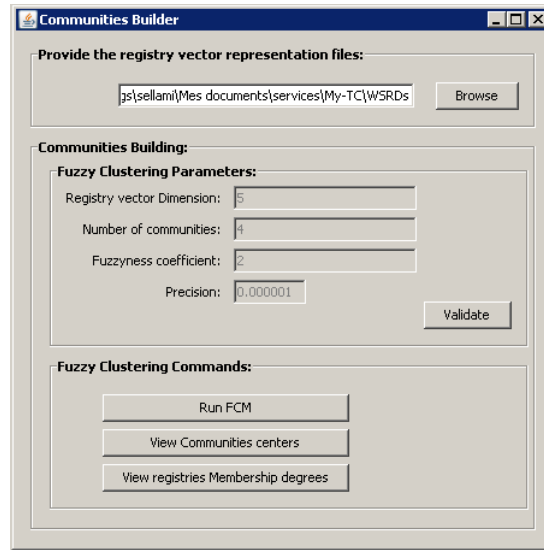 Communities Builder
Provide the registry vector representation files:
gs\sellami\Mes documents\services\My-TC\WSRDs Browse
Communities Building:
Fuzzy Clustering Parameters:
Registry vector Dimension: 5
Number of communities: 4
Fuzzyness coefficient: 2
Precision: 0.000001
Validate
Fuzzy Clustering Commands:
Run FCM
View Communities centers
View registries Membership degrees